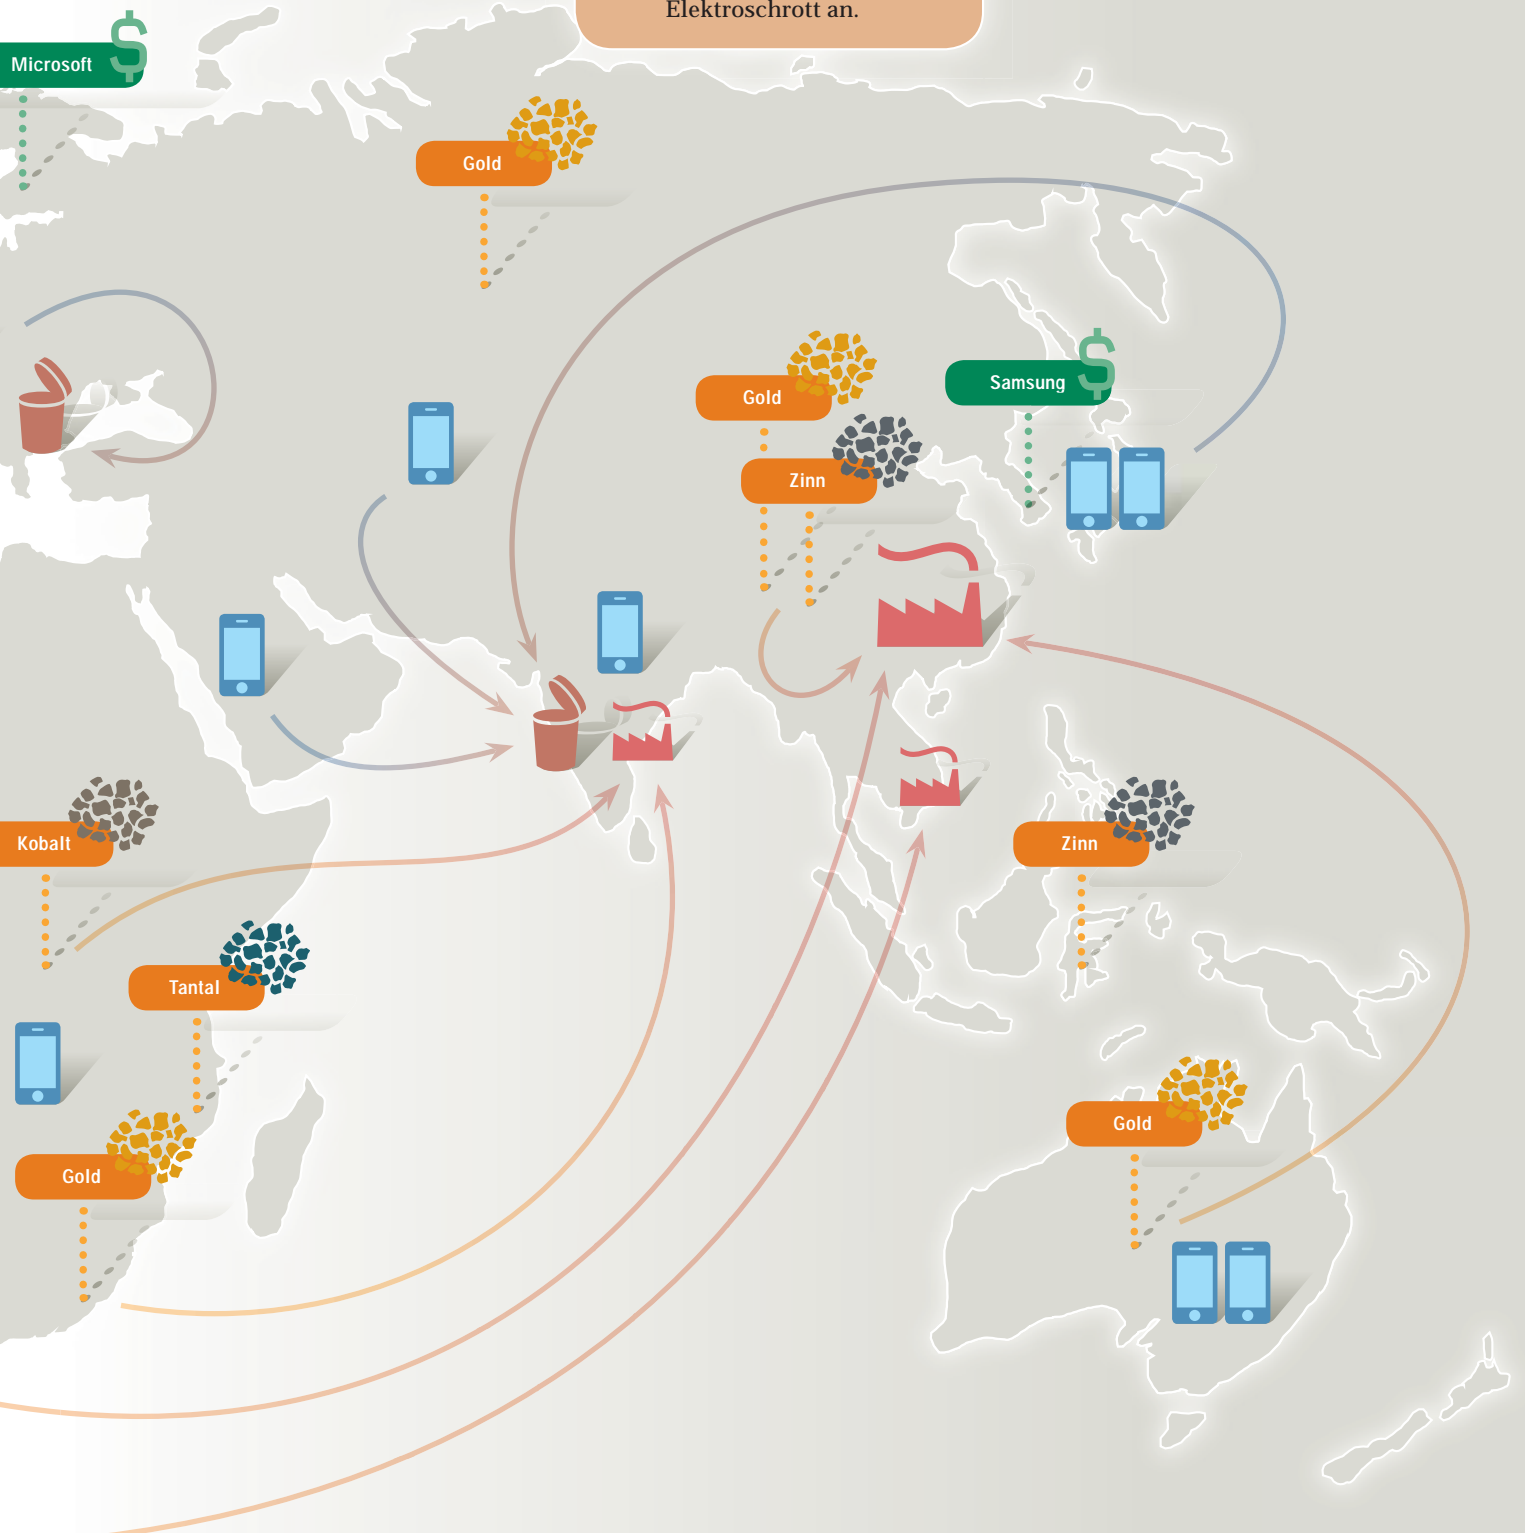 Elektroschrott an.
Microsoft
$
Gold
Samsung
$
Gold
Zinn
Kobalt
Zinn
Tantal
Gold
Gold